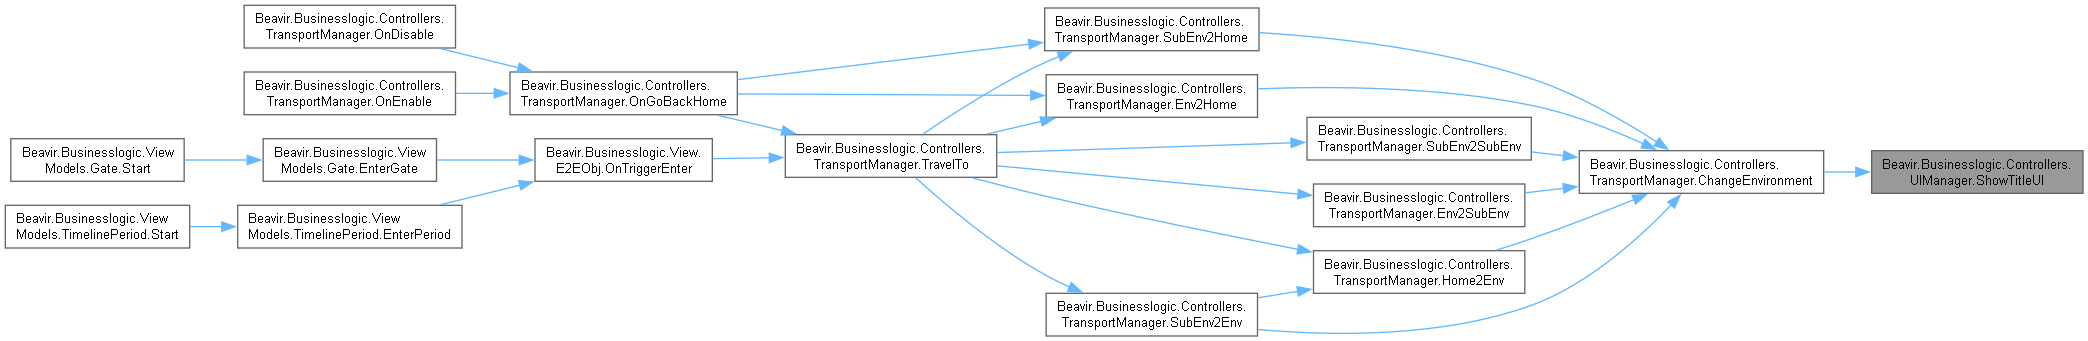 Beavir.Businesslogic.Controllers.
TransportManager.OnDisable
Beavir.Businesslogic.Controllers.
TransportManager.OnEnable
Beavir.Businesslogic.View
Models.Gate.Start
Beavir.Businesslogic.View
Models.TimelinePeriod.Start
Beavir.Businesslogic.View
Models.Gate.EnterGate
Beavir.Businesslogic.View
Models.TimelinePeriod.EnterPeriod
Beavir.Businesslogic.Controllers.
TransportManager.OnGoBackHome
Beavir.Businesslogic.View.
E2EObj.OnTriggerEnter
Beavir.Businesslogic.Controllers.
TransportManager.TravelTo
Beavir.Businesslogic.Controllers.
TransportManager.SubEnv2Home
Beavir.Businesslogic.Controllers.
TransportManager.Env2Home
Beavir.Businesslogic.Controllers.
TransportManager.SubEnv2SubEnv
Beavir.Businesslogic.Controllers.
TransportManager.Env2SubEnv
Beavir.Businesslogic.Controllers.
TransportManager.Home2Env
Beavir.Businesslogic.Controllers.
TransportManager.SubEnv2Env
Beavir.Businesslogic.Controllers.
TransportManager.ChangeEnvironment
Beavir.Businesslogic.Controllers.
UIManager.ShowTitleUI